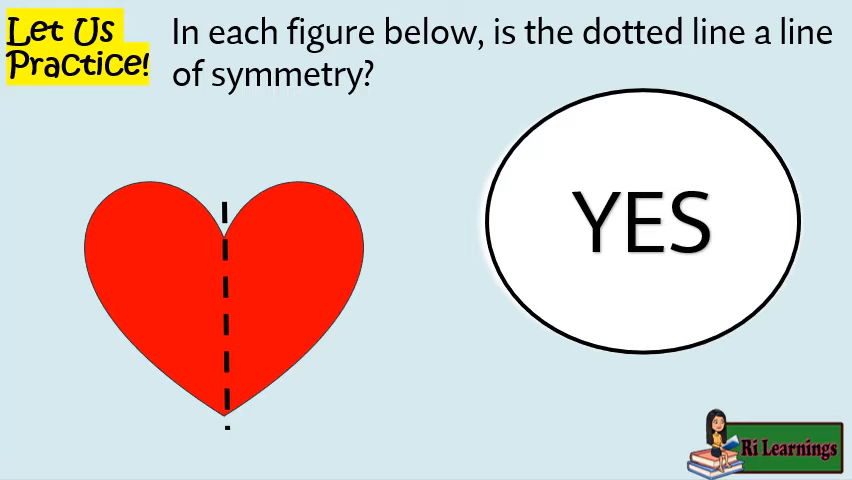 Let Us
Practice!
In each figure below, is the dotted line a line
of symmetry?
YES
Ri Learnings